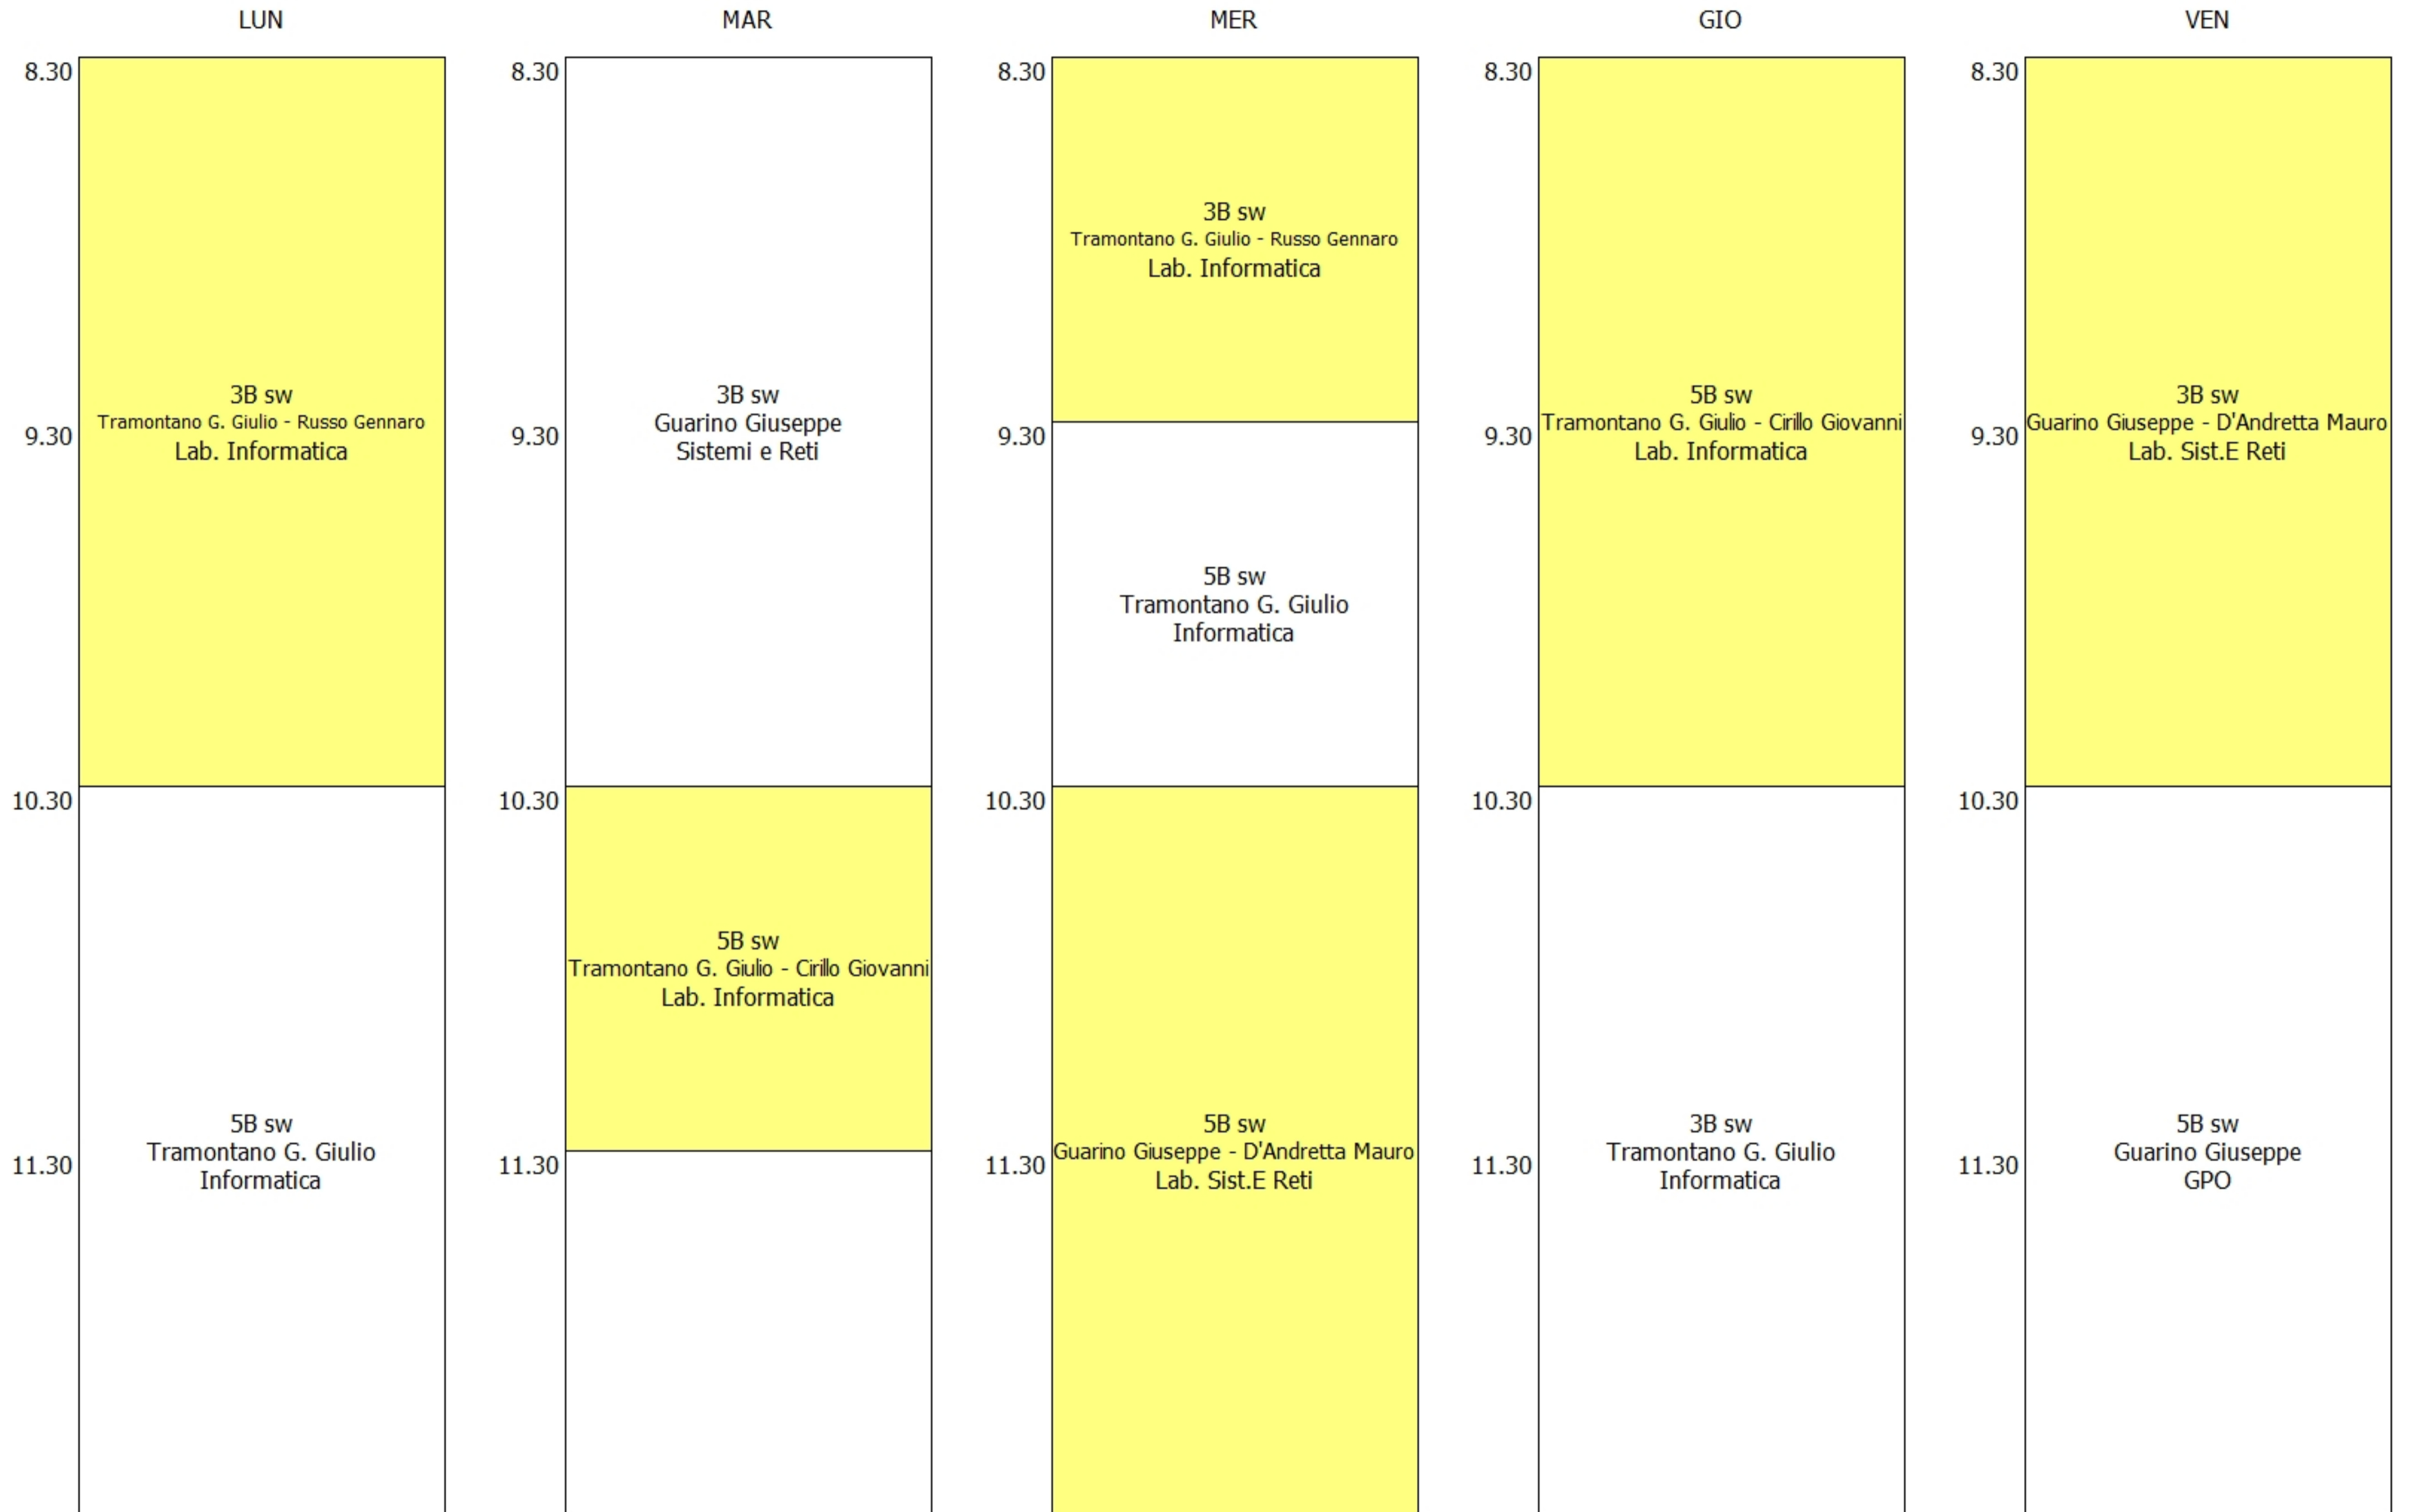 LUN
8.30
3B sw
Tramontano G. Giulio - Russo Gennaro
9.30
Lab. Informatica
10.30
5B sw
Tramontano G. Giulio
11.30
Informatica
MAR
8.30
3B sw
Guarino Giuseppe
9.30
Sistemi e Reti
10.30
5B sw
Tramontano G. Giulio - Cirillo Giovanni
Lab. Informatica
11.30
MER
8.30
3B sw
Tramontano G. Giulio - Russo Gennaro
Lab. Informatica
9.30
5B sw
Tramontano G. Giulio
Informatica
10.30
5B sw
Guarino Giuseppe - D'Andretta Mauro
11.30
Lab. Sist.E Reti
GIO
8.30
5B sw
Tramontano G. Giulio - Cirillo Giovanni
9.30
Lab. Informatica
10.30
3B sw
Tramontano G. Giulio
11.30
Informatica
VEN
8.30
3B sw
Guarino Giuseppe - D'Andretta Mauro
9.30
Lab. Sist.E Reti
10.30
5B sw
Guarino Giuseppe
11.30
GPO